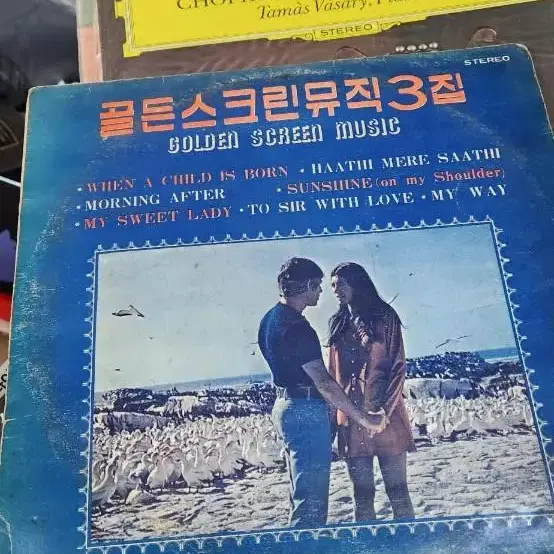 Tamàs Vásáry,
STEREO
STEREO
골든스크린뮤직3집
GOLDEN SCREEN MUSIC
• WHEN A CHILD IS BORN • HAATHI MERE SAATHI
• MORNING AFTER • SUNSHINE (on my Shoulder)
• MY SWEET LADY • TO SIR WITH LOVE • MY WAY